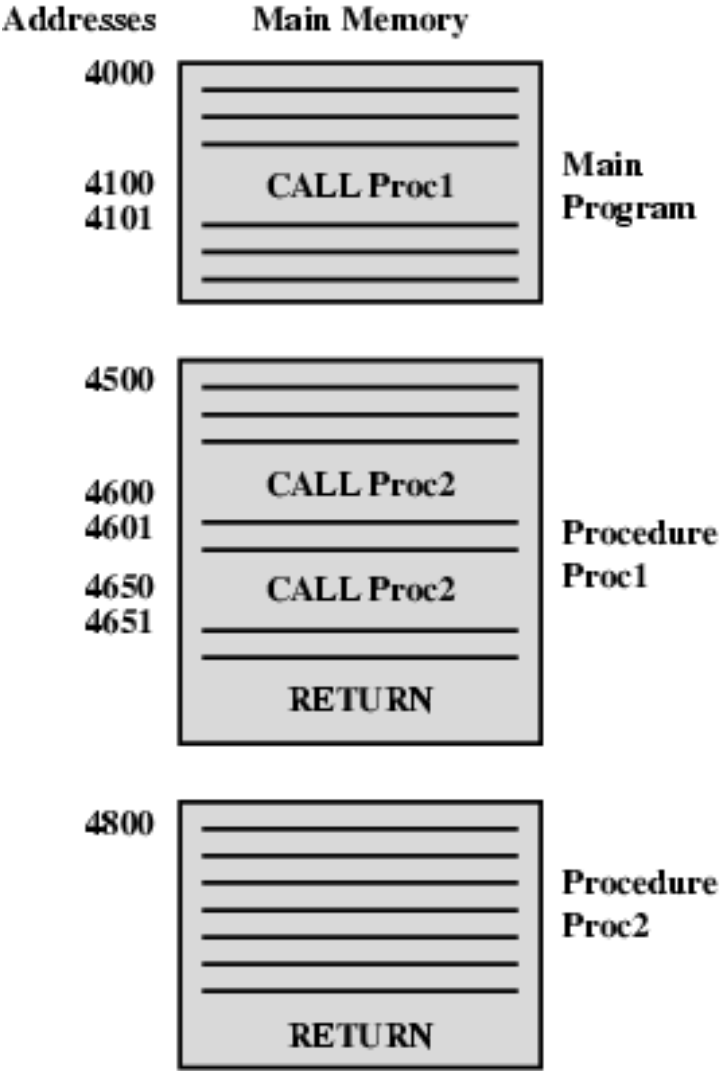 Addresses Main Memory
4000
4100 CALL Proc1
4101
Main
Program
4500
4600 CALL Proc2
4601
4650 CALL Proc2
4651
Procedure
Proc1
RETURN
4800
Procedure
Proc2
RETURN